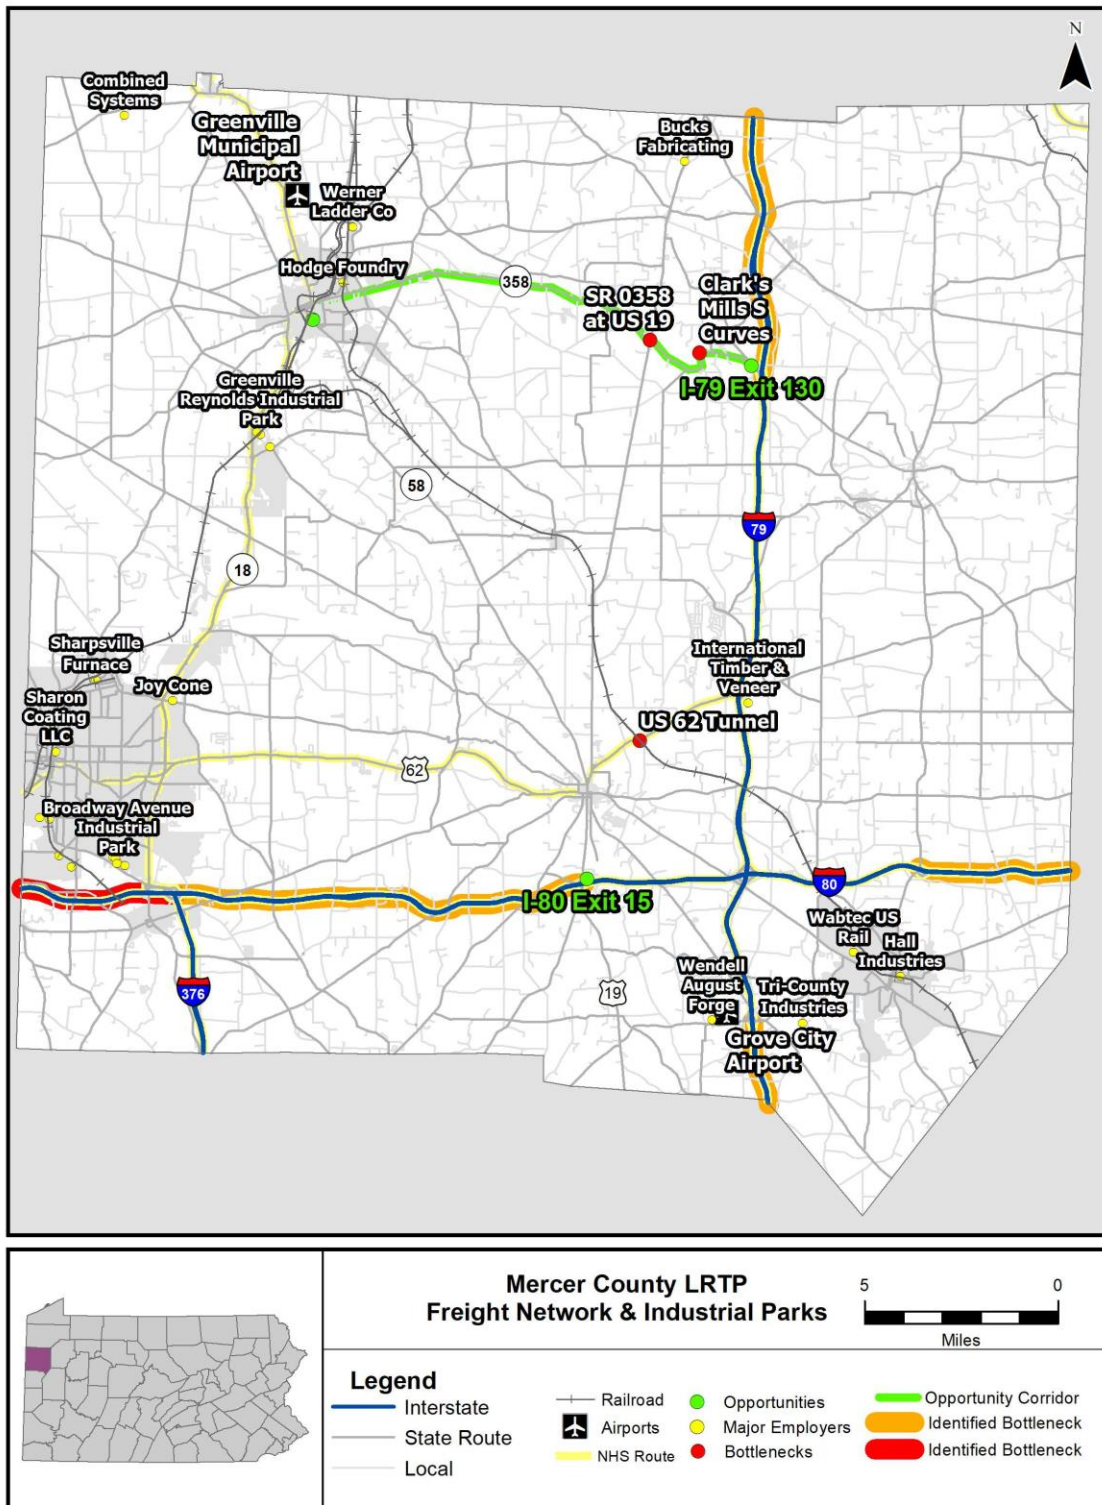 N
Combined
Systems
Greenville
Municipal
Airport
Bucks
Fabricating
Werner
Ladder Co
Hodge Foundry
358
SR 0358
at US 19
Clark's
Mills S
Curves
I-79 Exit 130
Greenville
Reynolds Industrial
Park
58
79
18
Sharpsville
Furnace
Joy Cone
Sharon
Coating
LLC
International
Timber &
Veneer
US 62 Tunnel
62
Broadway Avenue
Industrial
Park
I-80 Exit 15
80
Wabtec US
Rail
Hall
Industries
376
19
Wendell
August
Forge
Tri-County
Industries
Grove City
Airport
Mercer County LRTP
Freight Network & Industrial Parks
5 0
Miles
Legend
Interstate
State Route
Local
Railroad
Airports
NHS Route
Opportunities
Major Employers
Bottlenecks
Opportunity Corridor
Identified Bottleneck
Identified Bottleneck